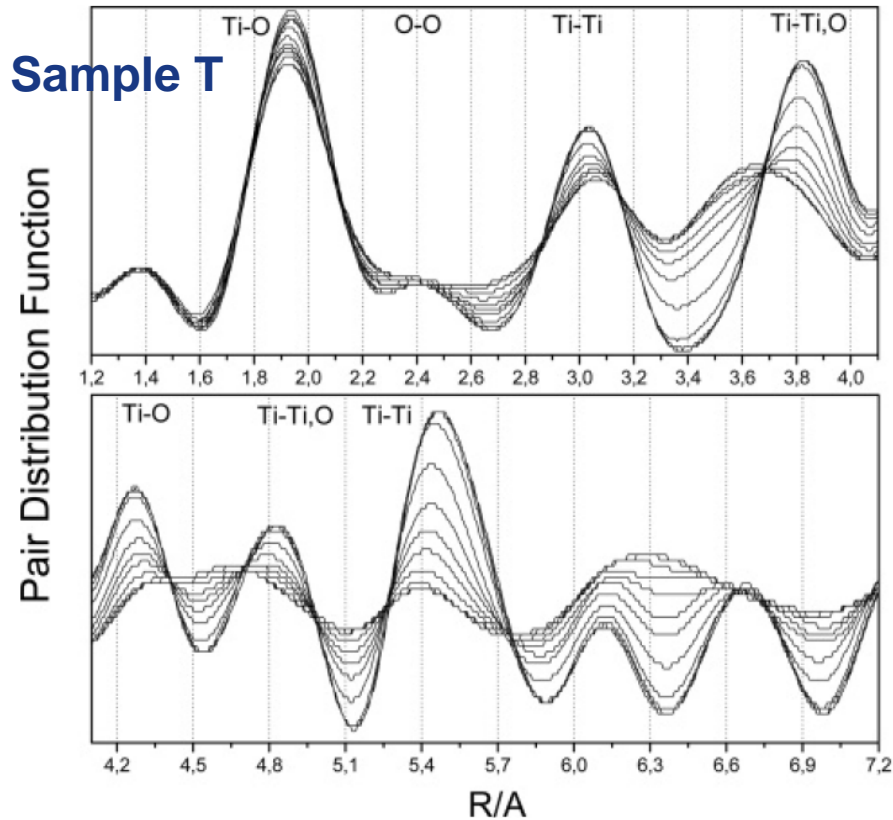 Ti-O O-O Ti-Ti Ti-Ti,O
Sample T
1,2 1,4 1,6 1,8 2,0 2,2 2,4 2,6 2,8 3,0 3,2 3,4 3,6 3,8 4,0
Pair Distribution Function
Ti-O Ti-Ti,O Ti-Ti
4,2 4,5 4,8 5,1 5,4 5,7 6,0 6,3 6,6 6,9 7,2
R/A